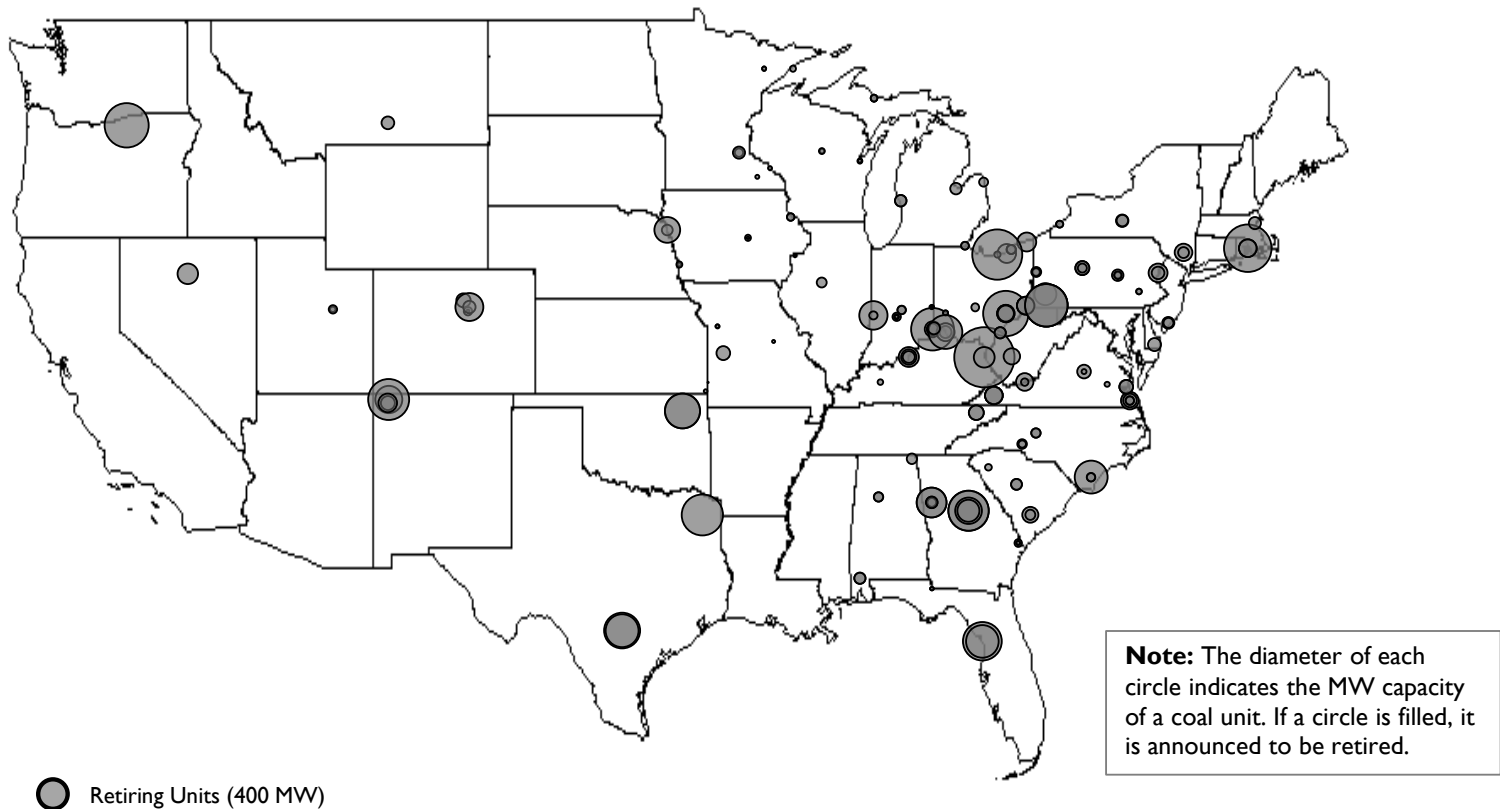 Note: The diameter of each
circle indicates the MW capacity
of a coal unit. If a circle is filled, it
is announced to be retired.
Retiring Units (400 MW)